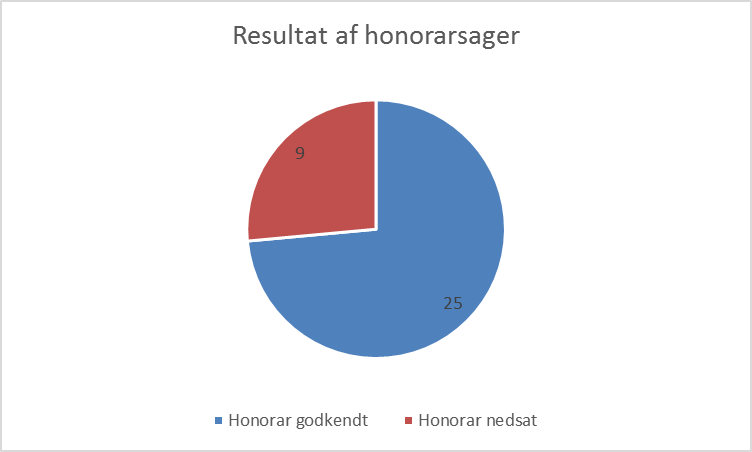 Resultat af honorarsager
9
25
Honorar godkendt
Honorar nedsat